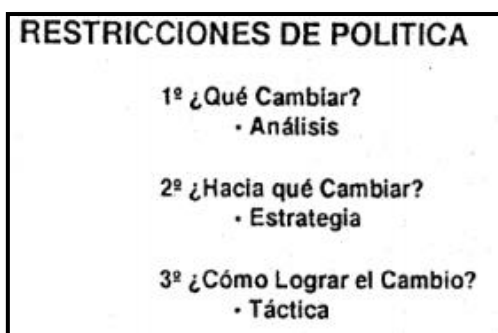 RESTRICCIONES DE POLITICA
1º ¿Qué Cambiar?
· Análisis
2º ¿Hacia qué Cambiar?
· Estrategia
3º ¿Cómo Lograr el Cambio?
· Táctica